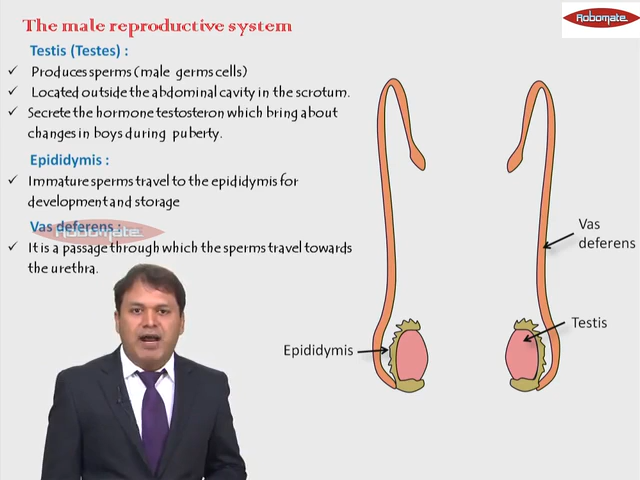 The male reproductive system
Robomate
Testis (Testes) :
✓ Produces sperms (male germs cells)
✓ Located outside the abdominal cavity in the scrotum.
✓ Secrete the hormone testosteron which bring about
changes in boys during puberty.
Epididymis :
✓ Immature sperms travel to the epididymis for
development and storage
Vas deferens :
Robomate
✓ It is a passage through which the sperms travel towards
the urethra.
Vas
deferens
Testis
Epididymis